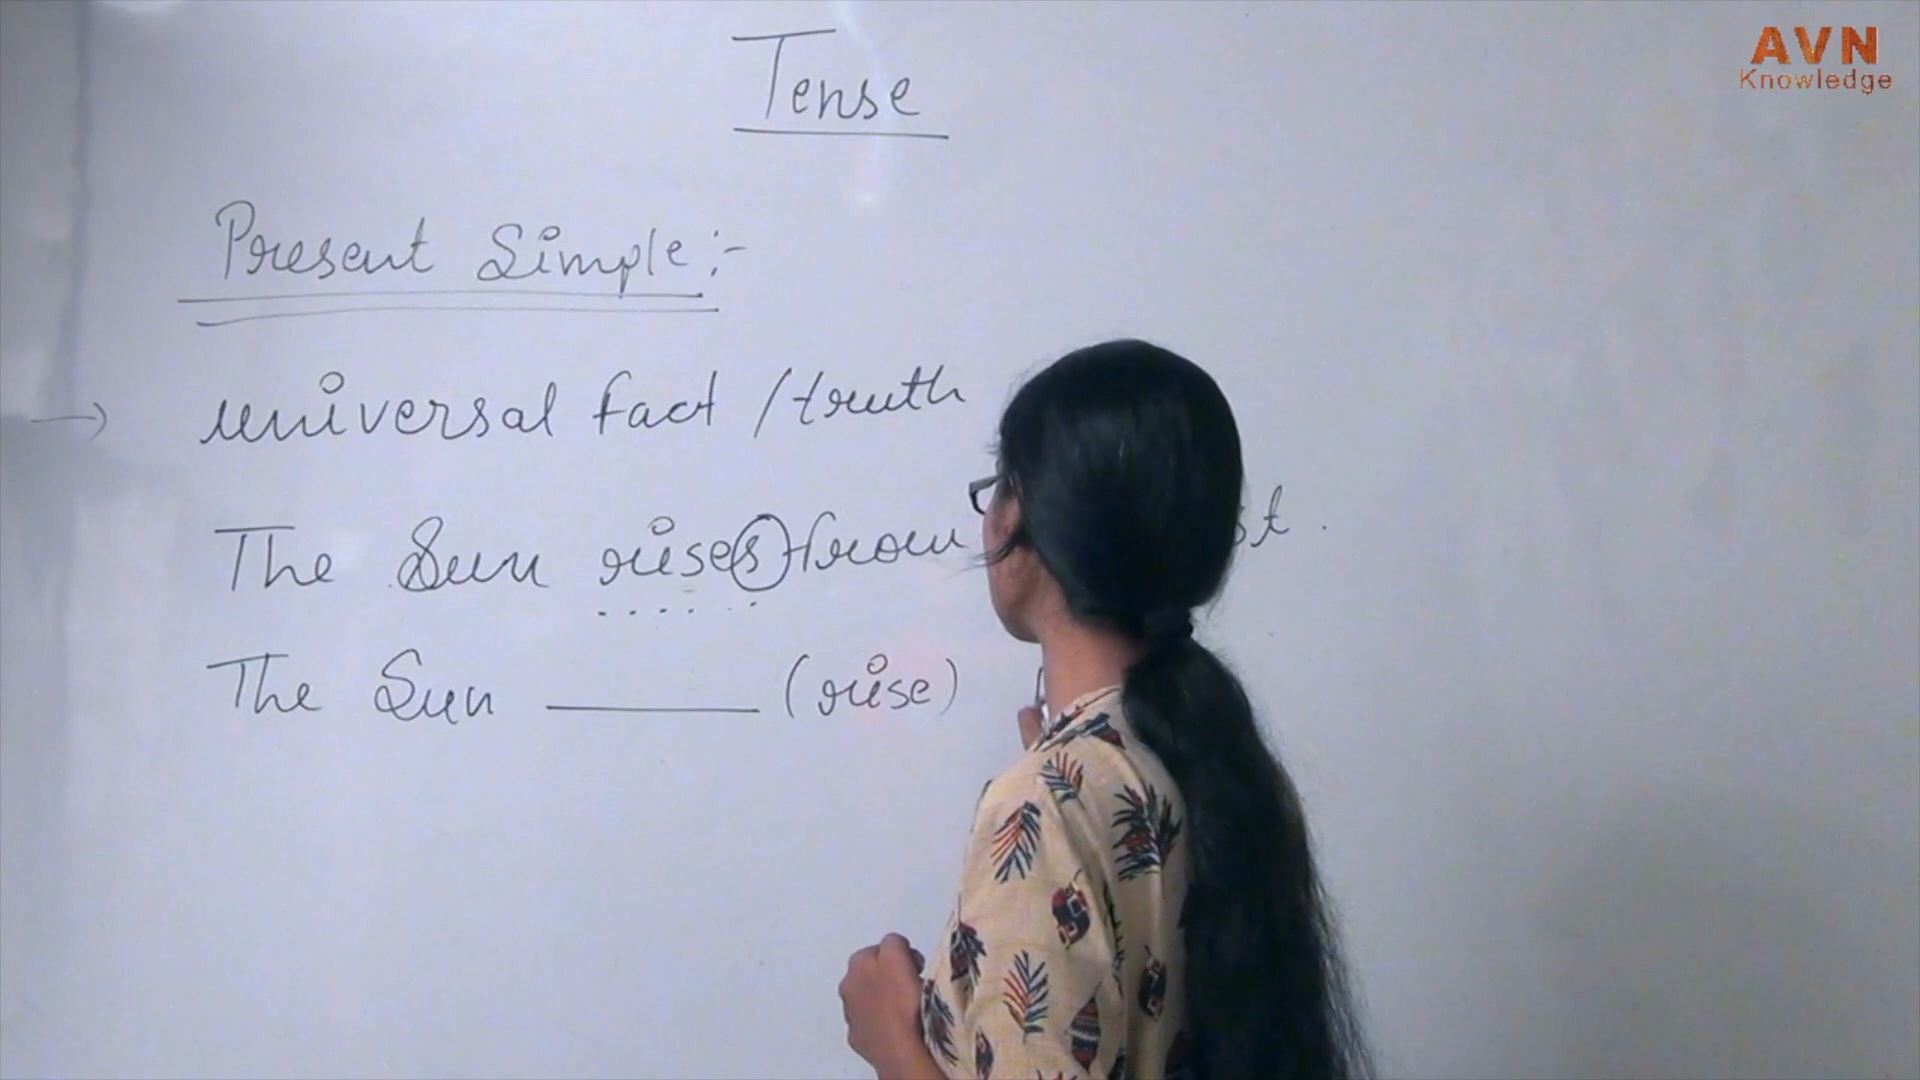 AVN
Knowledge
Tense
Present Simple:-
→ universal fact /truth
The Sun rises from
The Sun ______ (rise)